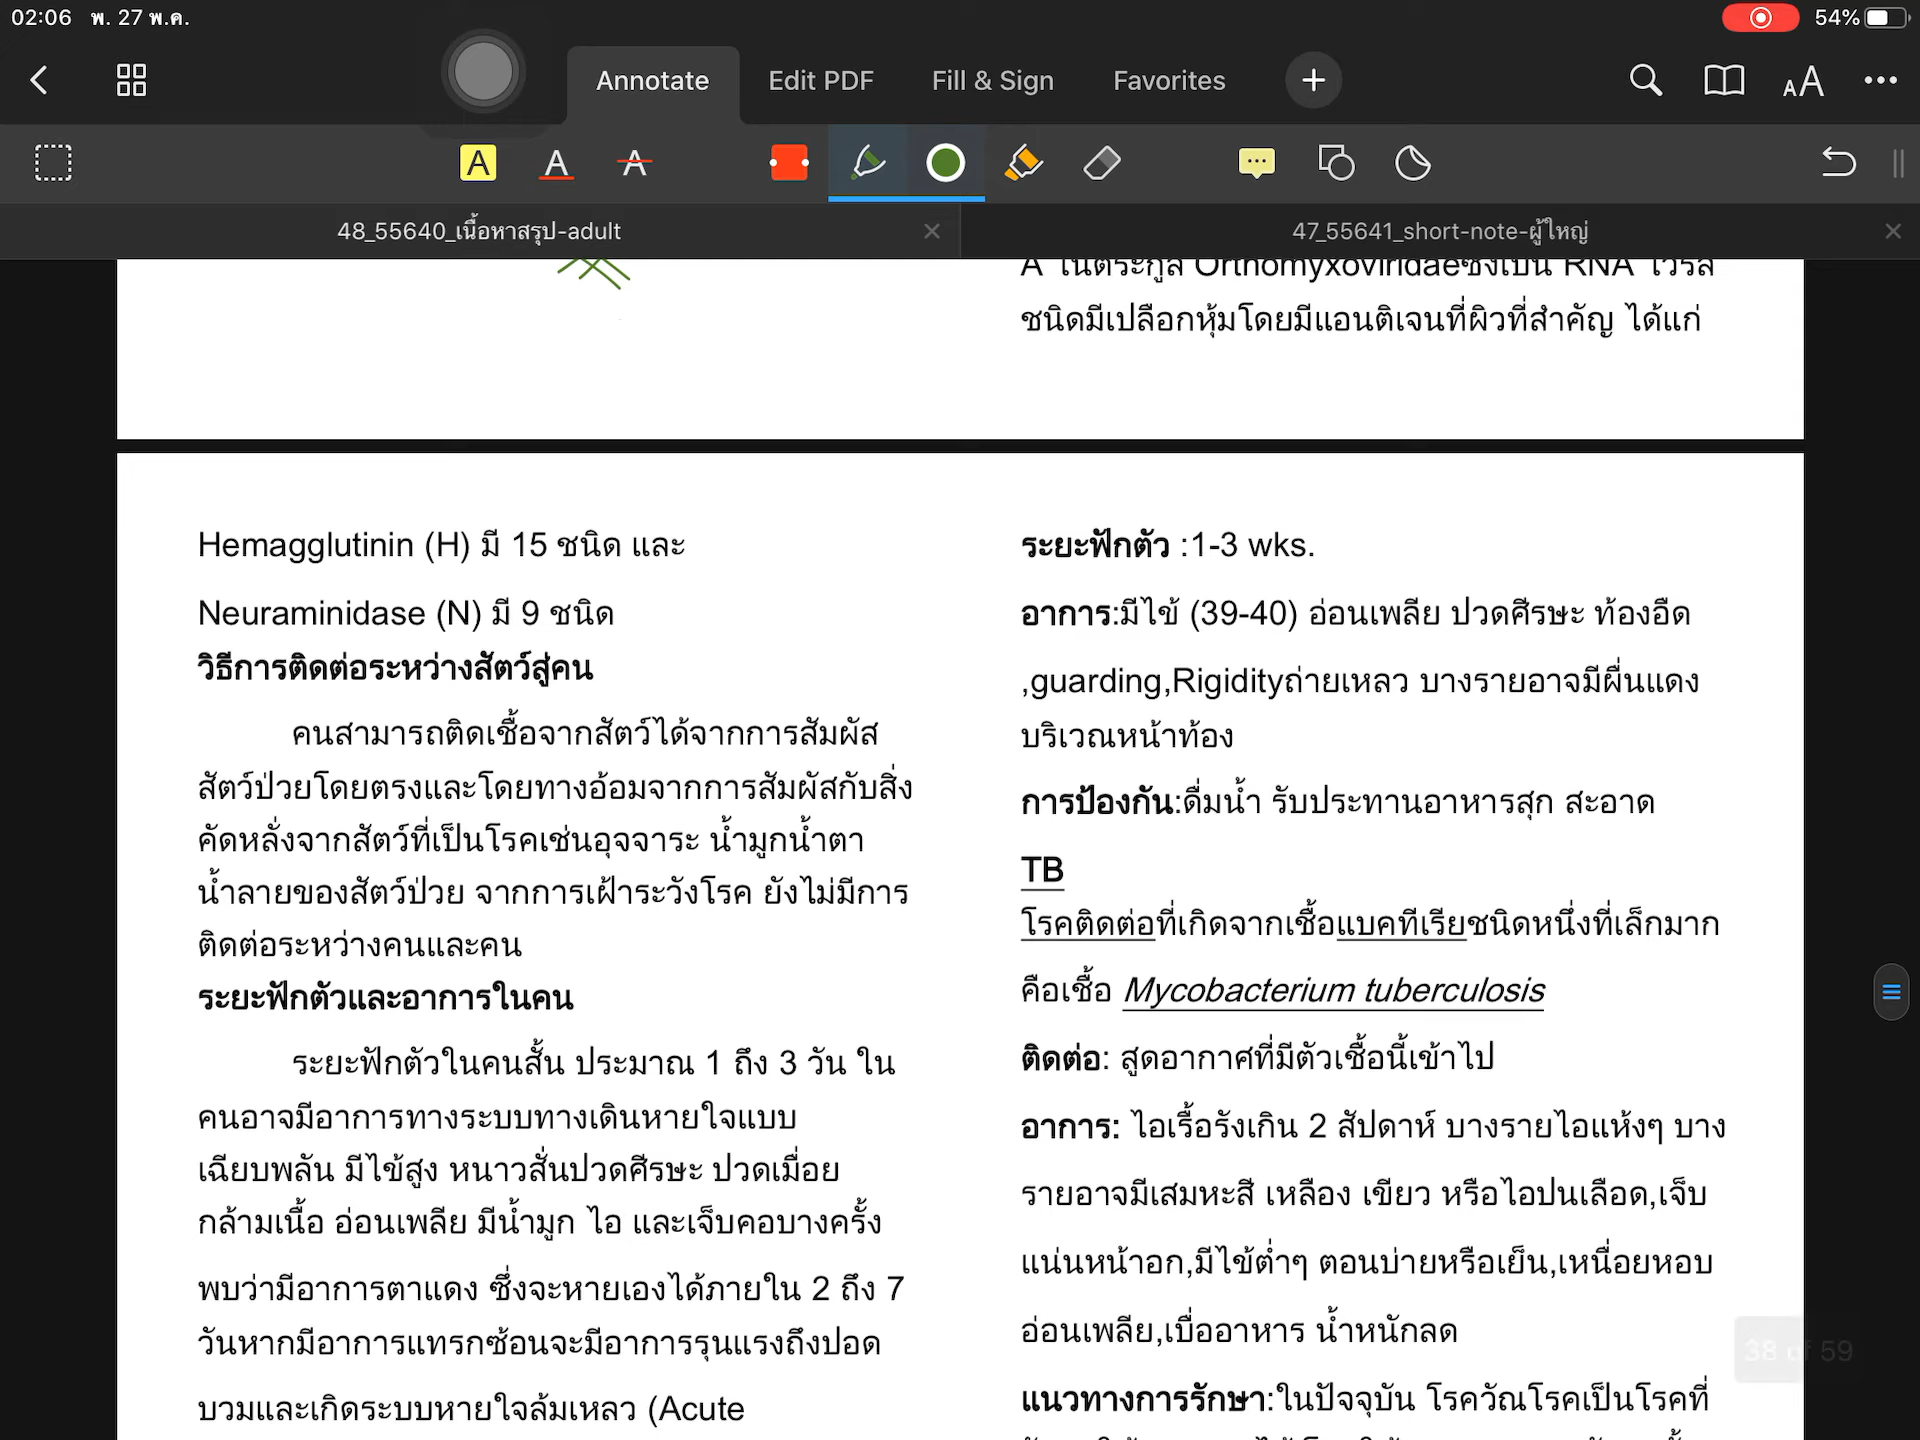 02:06 พ. 27 พ.ค.
54%
Annotate
Edit PDF
Fill & Sign
Favorites
48_55640_เนื้อหาสรุป-adult
47_55641_short-note-ผู้ใหญ่
A ในตระกูล Orthomyxoviridaeซึ่งเป็น RNA ไวรัส
ชนิดมีเปลือกหุ้มโดยมีแอนติเจนที่ผิวที่สำคัญ ได้แก่
Hemagglutinin (H) มี 15 ชนิด และ
Neuraminidase (N) มี 9 ชนิด
วิธีการติดต่อระหว่างสัตว์สู่คน
คนสามารถติดเชื้อจากสัตว์ได้จากการสัมผัส
สัตว์ป่วยโดยตรงและโดยทางอ้อมจากการสัมผัสกับสิ่ง
คัดหลั่งจากสัตว์ที่เป็นโรคเช่นอุจจาระ น้ำมูกน้ำตา
น้ำลายของสัตว์ป่วย จากการเฝ้าระวังโรค ยังไม่มีการ
ติดต่อระหว่างคนและคน
ระยะฟักตัวและอาการในคน
ระยะฟักตัวในคนสั้น ประมาณ 1 ถึง 3 วัน ใน
คนอาจมีอาการทางระบบทางเดินหายใจแบบ
เฉียบพลัน มีไข้สูง หนาวสั่นปวดศีรษะ ปวดเมื่อย
กล้ามเนื้อ อ่อนเพลีย มีน้ำมูก ไอ และเจ็บคอบางครั้ง
พบว่ามีอาการตาแดง ซึ่งจะหายเองได้ภายใน 2 ถึง 7
วันหากมีอาการแทรกซ้อนจะมีอาการรุนแรงถึงปอด
บวมและเกิดระบบหายใจล้มเหลว (Acute
ระยะฟักตัว :1-3 wks.
อาการ:มีไข้ (39-40) อ่อนเพลีย ปวดศีรษะ ท้องอืด
,guarding,Rigidityถ่ายเหลว บางรายอาจมีผื่นแดง
บริเวณหน้าท้อง
การป้องกัน:ดื่มน้ำ รับประทานอาหารสุก สะอาด
TB
โรคติดต่อที่เกิดจากเชื้อแบคทีเรียชนิดหนึ่งที่เล็กมาก
คือเชื้อ Mycobacterium tuberculosis
ติดต่อ: สูดอากาศที่มีตัวเชื้อนี้เข้าไป
อาการ: ไอเรื้อรังเกิน 2 สัปดาห์ บางรายไอแห้งๆ บาง
รายอาจมีเสมหะสี เหลือง เขียว หรือไอปนเลือด,เจ็บ
แน่นหน้าอก,มีไข้ต่ำๆ ตอนบ่ายหรือเย็น,เหนื่อยหอบ
อ่อนเพลีย,เบื่ออาหาร น้ำหนักลด
แนวทางการรักษา:ในปัจจุบัน โรควัณโรคเป็นโรคที่
38 of 59